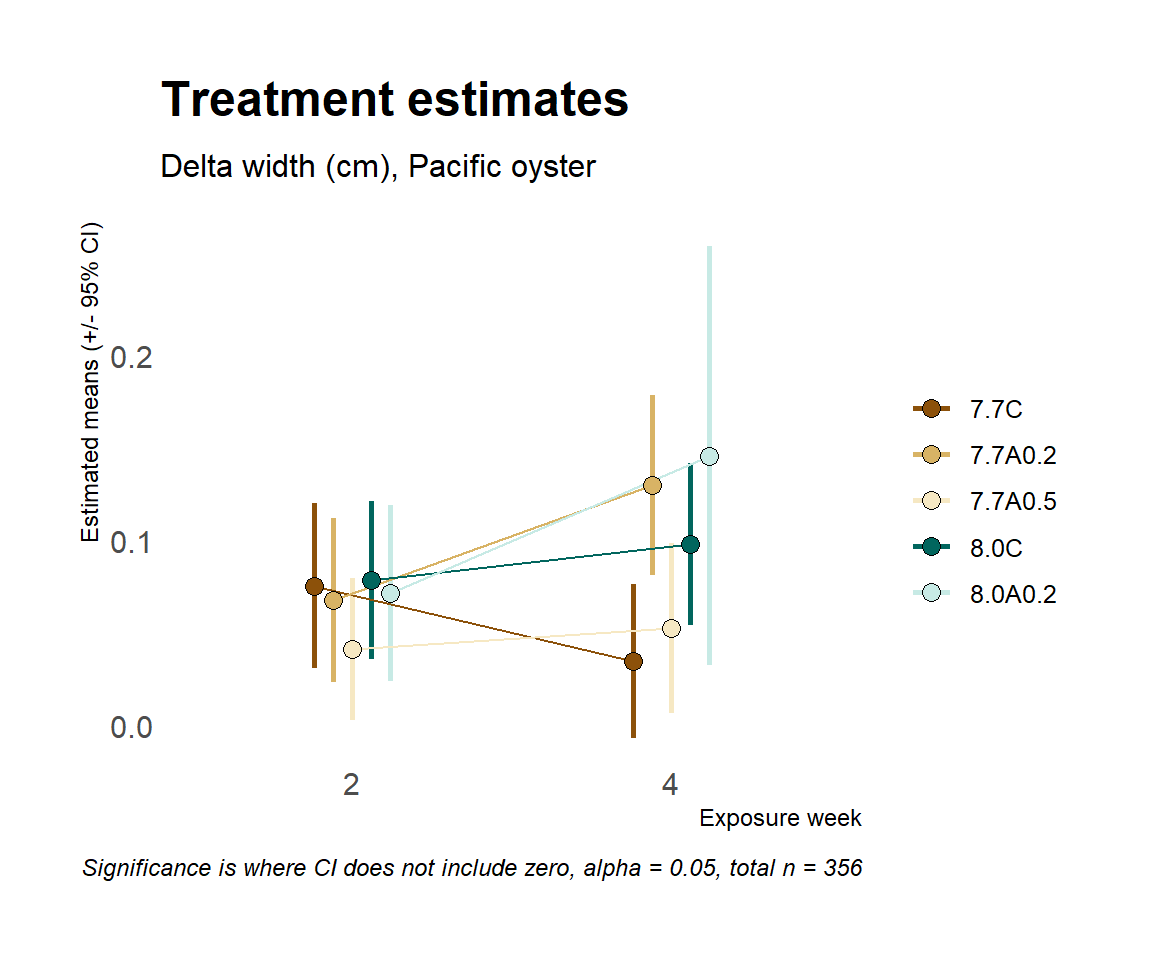 Treatment estimates
Delta width (cm), Pacific oyster
Estimated means (+/- 95% CI)
0.2
0.1
0.0
2
4
Exposure week
7.7C
7.7A0.2
7.7A0.5
8.0C
8.0A0.2
Significance is where CI does not include zero, alpha = 0.05, total n = 356